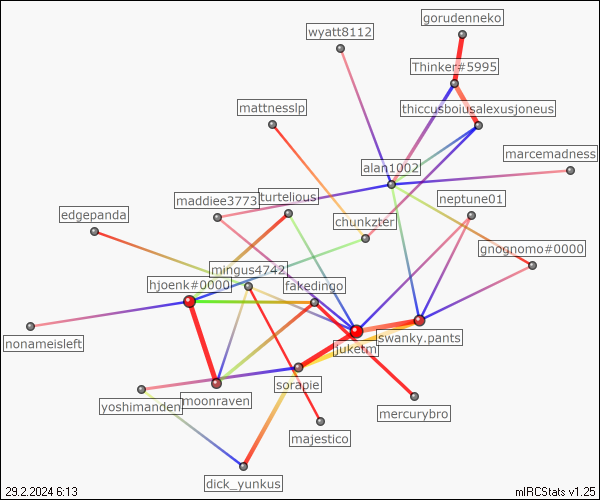 gorudenneko
wyatt8112
Thinker#5995
mattnesslp
thiccusboiusalexusjoneus
marcemadness
alan1002
maddiee3773
turtelious
neptune01
edgepanda
chunkzter
gnognomo#0000
mingus4742
hjoenk#0000
fakedingo
nonameisleft
swanky.pants
juketm
sorapie
yoshimanden
moonraven
mercurybro
majestico
dick_yunkus
29.2.2024 6:13
mIRCStats v1.25